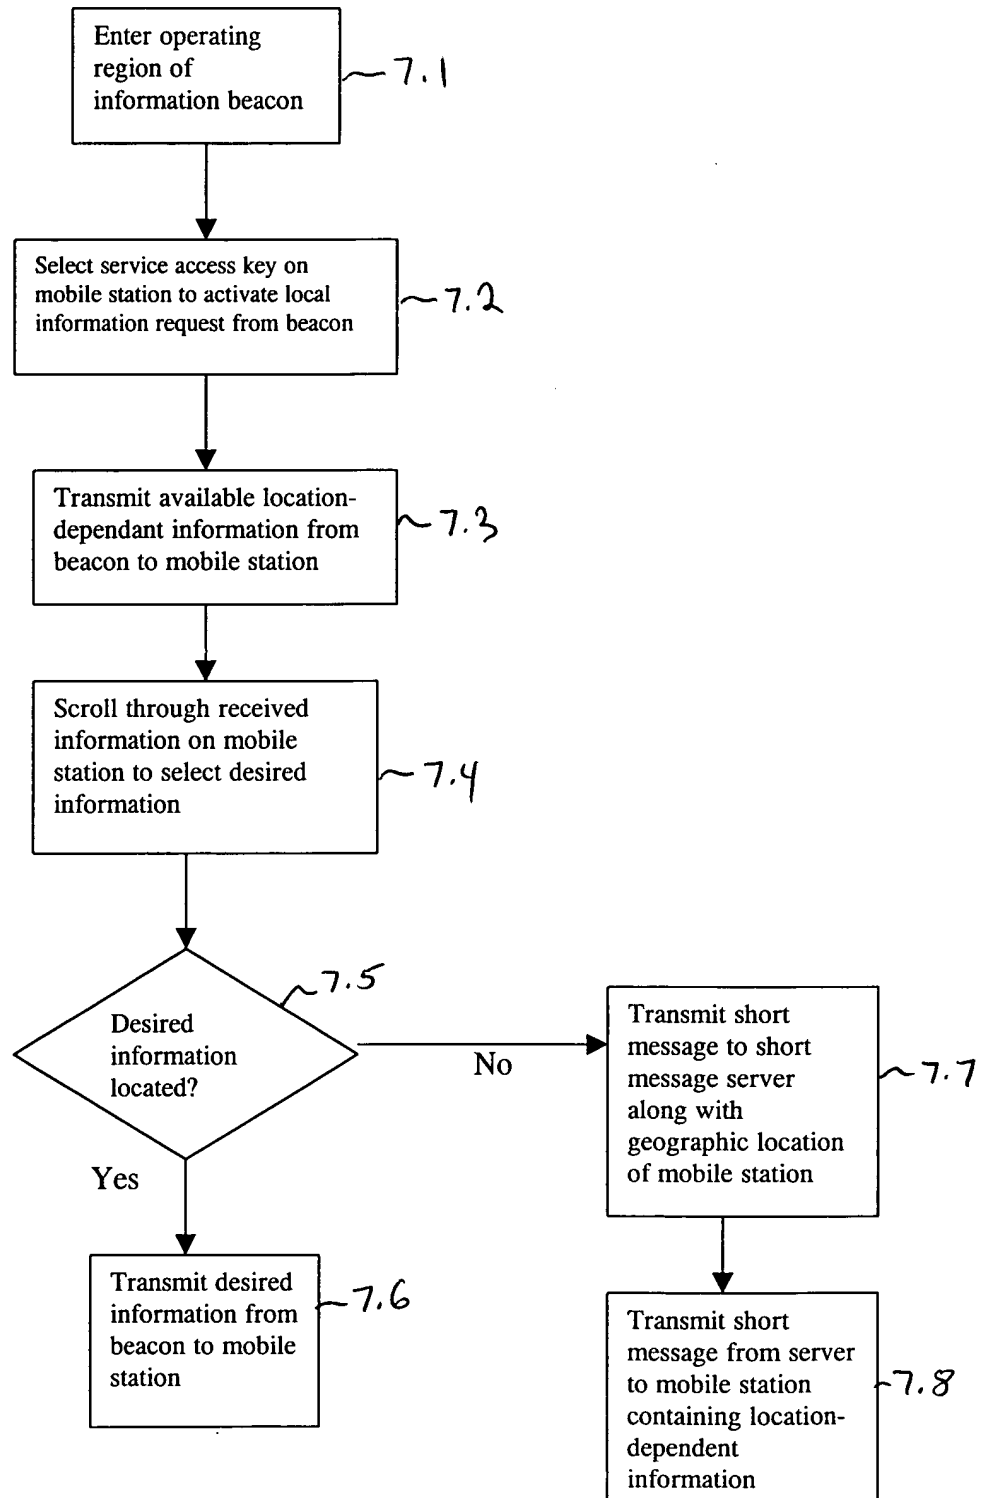 Enter operating
region of
information beacon
7.1
Select service access key on
mobile station to activate local
information request from beacon
7.2
Transmit available location-
dependant information from
beacon to mobile station
7.3
Scroll through received
information on mobile
station to select desired
information
7.4
Desired
information
located?
7.5
No
Yes
Transmit desired
information from
beacon to mobile
station
7.6
Transmit short
message to short
message server
along with
geographic location
of mobile station
7.7
Transmit short
message from server
to mobile station
containing location-
dependent
information
7.8